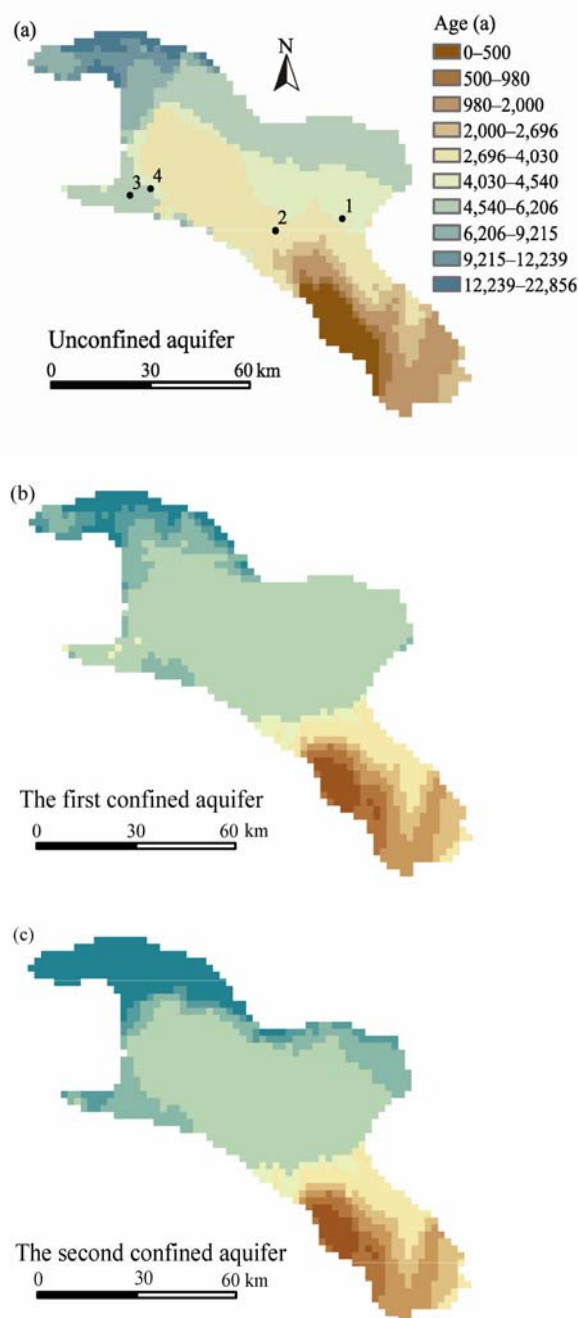 (a)
N
Age (a)
0–500
500–980
980–2,000
2,000–2,696
2,696–4,030
4,030–4,540
4,540–6,206
6,206–9,215
9,215–12,239
12,239–22,856
3 4
2
1
Unconfined aquifer
0 30 60 km
(b)
The first confined aquifer
0 30 60 km
(c)
The second confined aquifer
0 30 60 km